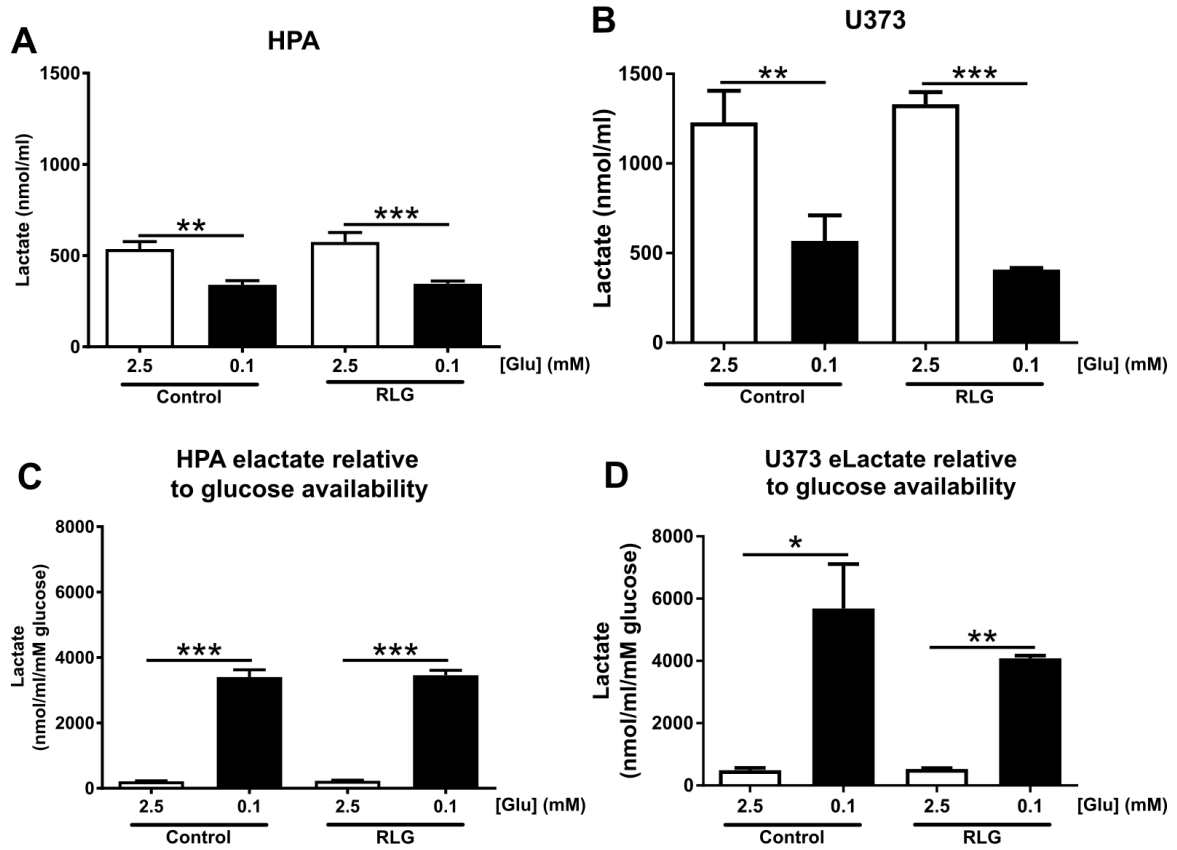 A
HPA
Lactate (nmol/ml)
1500
1000
500
0
**
***
2.5 0.1 2.5 0.1 [Glu] (mM)
Control RLG
B
U373
Lactate (nmol/ml)
1500
1000
500
0
**
***
2.5 0.1 2.5 0.1 [Glu] (mM)
Control RLG
C
HPA elactate relative
to glucose availability
Lactate
(nmol/ml/mM glucose)
8000
6000
4000
2000
0
***
***
2.5 0.1 2.5 0.1 [Glu] (mM)
Control RLG
D
U373 eLactate relative
to glucose availability
Lactate
(nmol/ml/mM glucose)
8000
6000
4000
2000
0
*
**
2.5 0.1 2.5 0.1 [Glu] (mM)
Control RLG